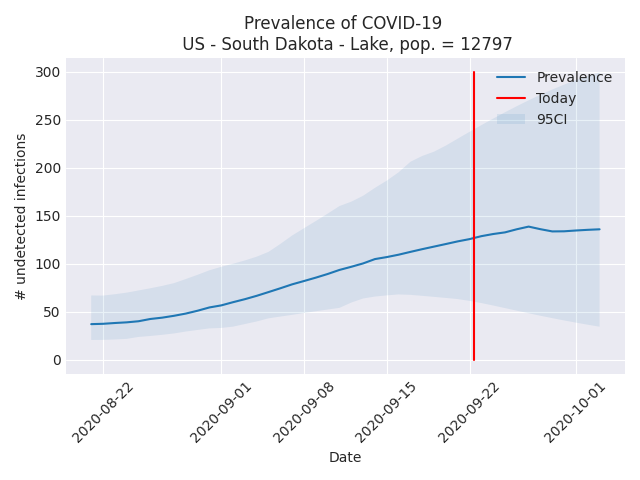 Prevalence of COVID-19
US - South Dakota - Lake, pop. = 12797
Prevalence
Today
95CI
# undetected infections
300
250
200
150
100
50
0
2020-08-22
2020-09-01
2020-09-08
2020-09-15
2020-09-22
2020-10-01
Date